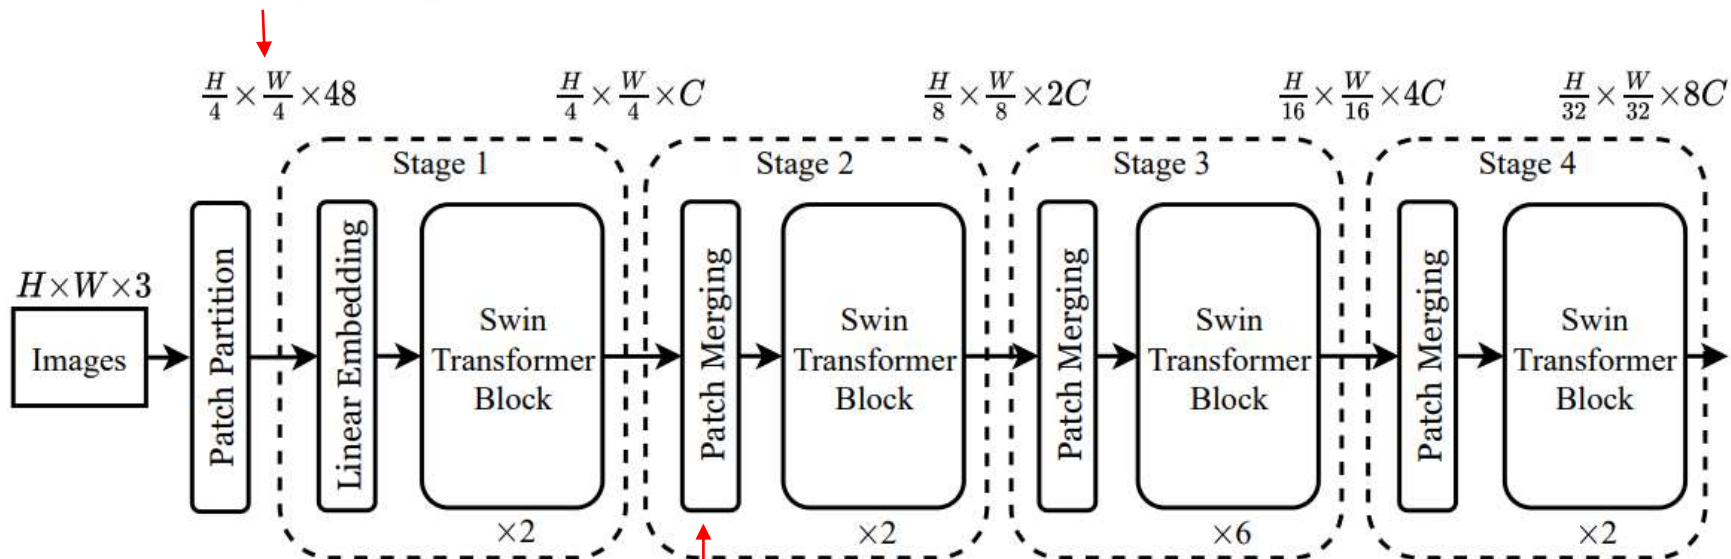 H/4 × W/4 × 48
H/4 × W/4 × C
H/8 × W/8 × 2C
H/16 × W/16 × 4C
H/32 × W/32 × 8C
Stage 1
Stage 2
Stage 3
Stage 4
H×W×3
Images
Patch Partition
Linear Embedding
Swin
Transformer
Block
×2
Patch Merging
Swin
Transformer
Block
×2
Patch Merging
Swin
Transformer
Block
×6
Patch Merging
Swin
Transformer
Block
×2